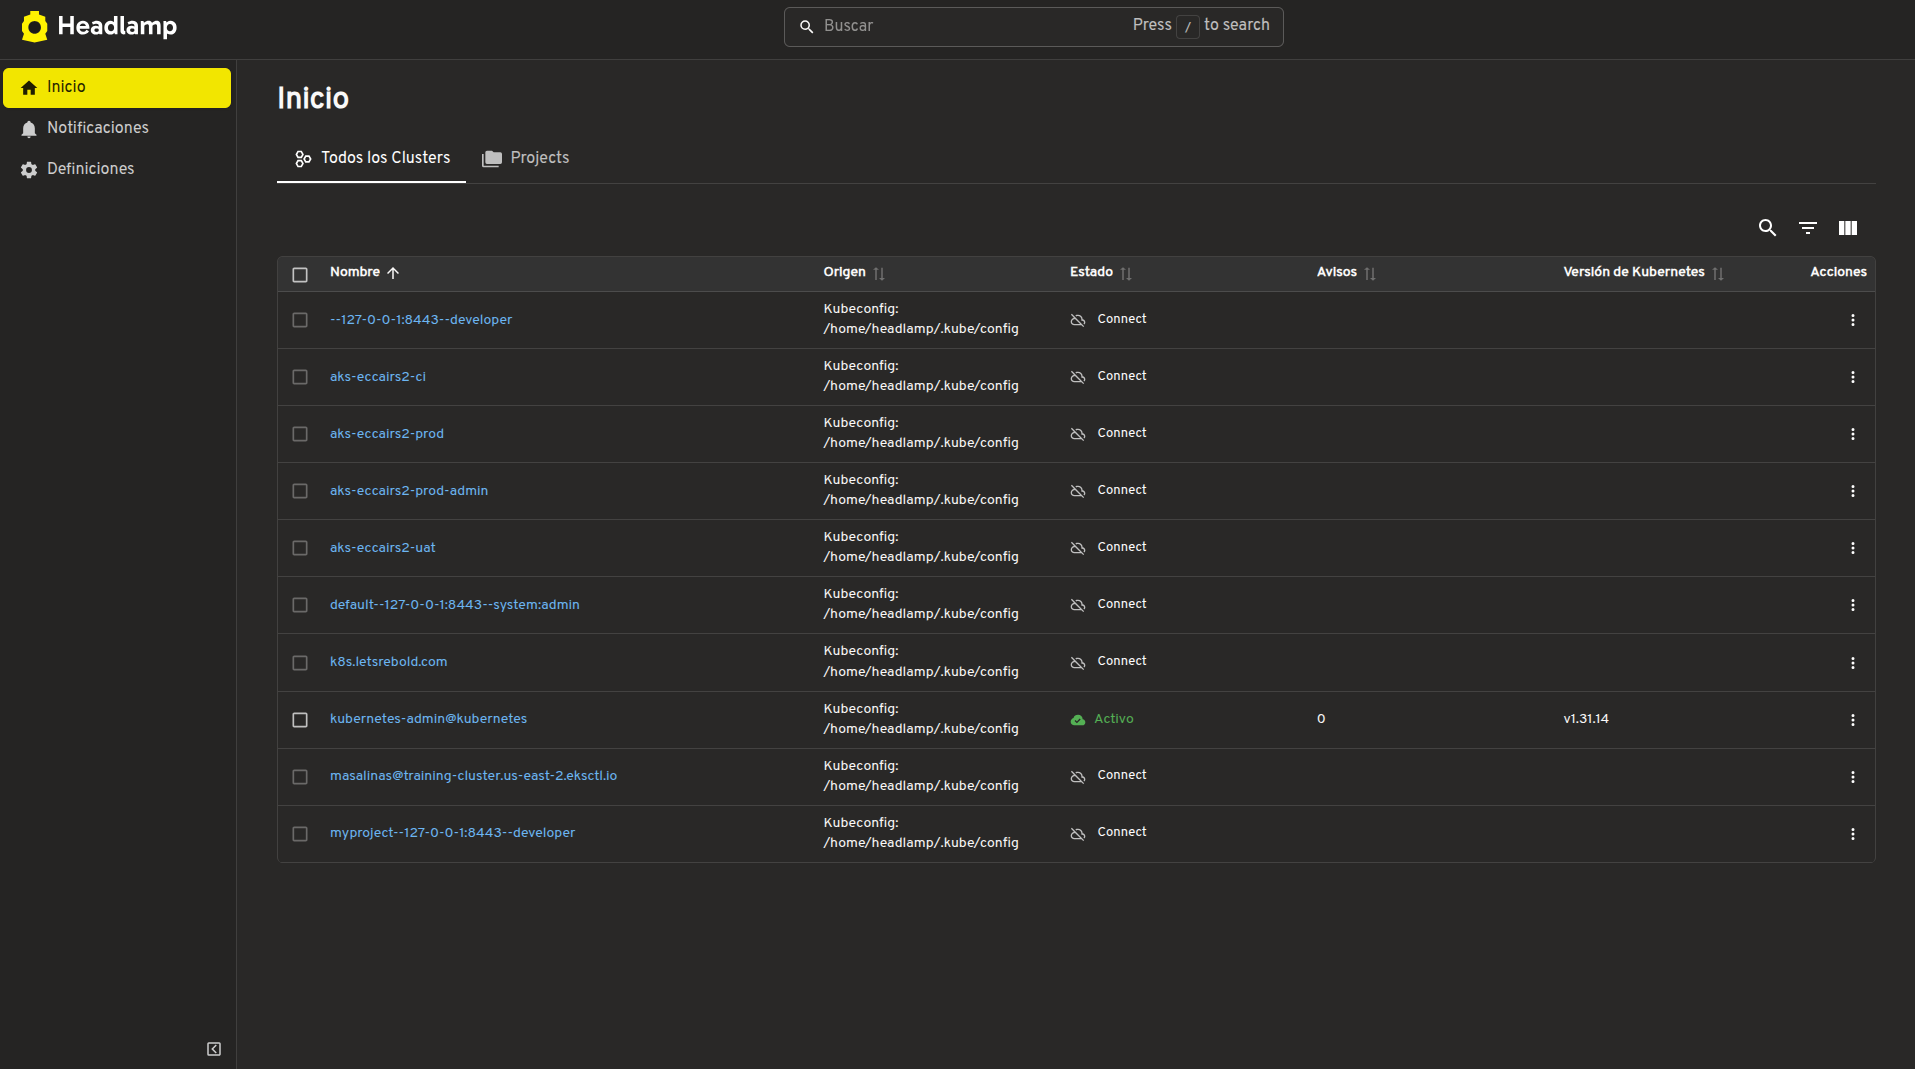 Headlamp
Buscar Press / to search
Inicio
Notificaciones
Definiciones
Inicio
Todos los Clusters Projects
Nombre Origen Estado Avisos Versión de Kubernetes Acciones
--127-0-0-1:8443--developer Kubeconfig: Connect
/home/headlamp/.kube/config
aks-eccairs2-ci Kubeconfig: Connect
/home/headlamp/.kube/config
aks-eccairs2-prod Kubeconfig: Connect
/home/headlamp/.kube/config
aks-eccairs2-prod-admin Kubeconfig: Connect
/home/headlamp/.kube/config
aks-eccairs2-uat Kubeconfig: Connect
/home/headlamp/.kube/config
default--127-0-0-1:8443--system:admin Kubeconfig: Connect
/home/headlamp/.kube/config
k8s.letsrebold.com Kubeconfig: Connect
/home/headlamp/.kube/config
kubernetes-admin@kubernetes Kubeconfig: Activo 0 v1.31.14
/home/headlamp/.kube/config
masalinas@training-cluster.us-east-2.eksctl.io Kubeconfig: Connect
/home/headlamp/.kube/config
myproject--127-0-0-1:8443--developer Kubeconfig: Connect
/home/headlamp/.kube/config